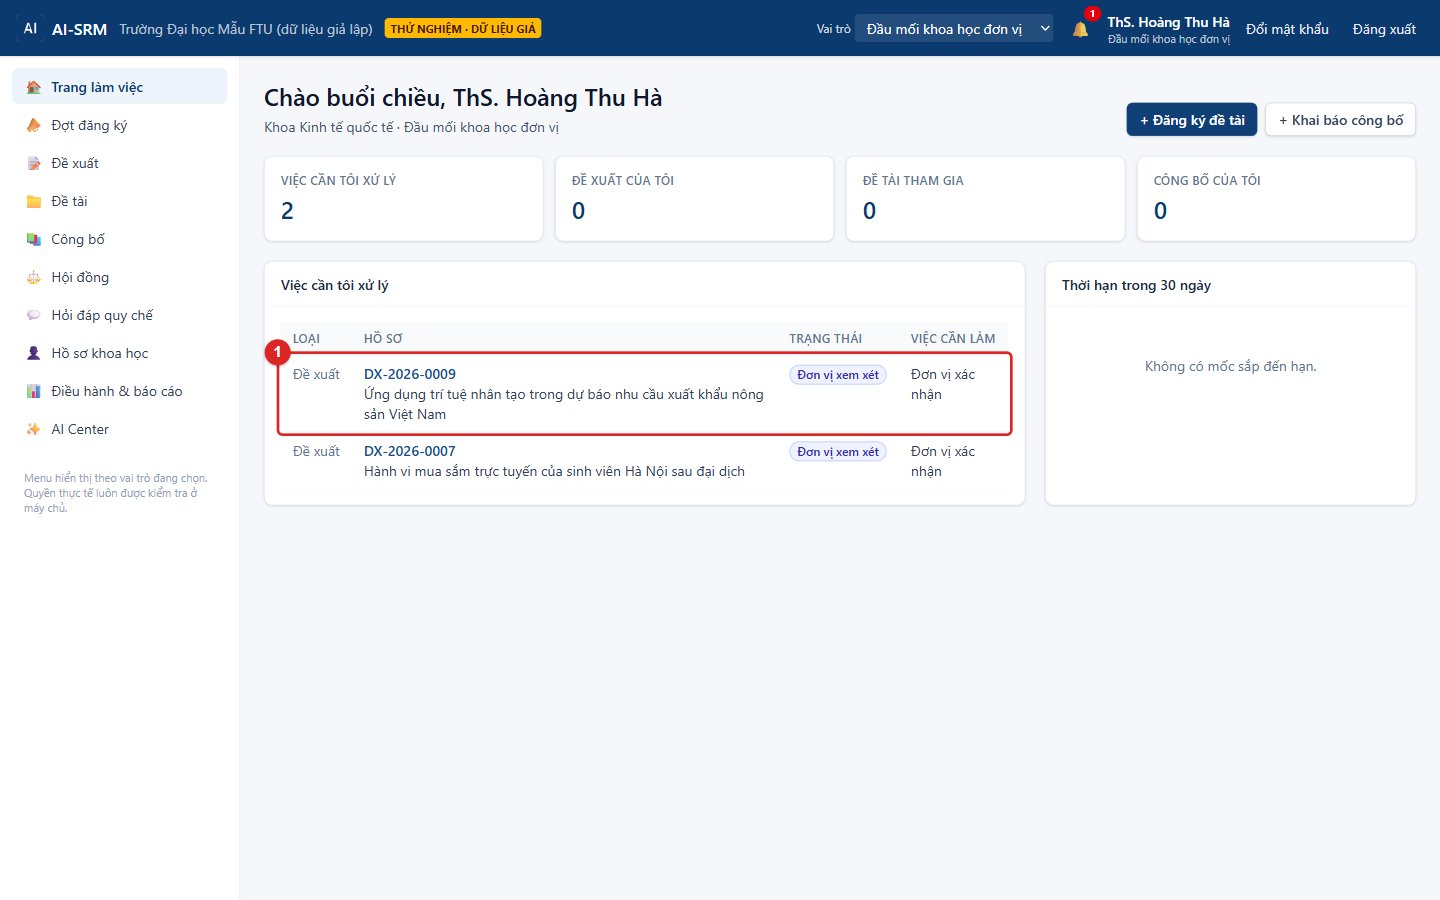 AI AI-SRM Trường Đại học Mẫu FTU (dữ liệu giả lập) THỬ NGHIỆM · DỮ LIỆU GIẢ
Vai trò Đầu mối khoa học đơn vị
1
ThS. Hoàng Thu Hà
Đầu mối khoa học đơn vị
Đổi mật khẩu
Đăng xuất
Trang làm việc
Đợt đăng ký
Đề xuất
Đề tài
Công bố
Hội đồng
Hỏi đáp quy chế
Hồ sơ khoa học
Điều hành & báo cáo
AI Center
Menu hiển thị theo vai trò đang chọn.
Quyền thực tế luôn được kiểm tra ở
máy chủ.
Chào buổi chiều, ThS. Hoàng Thu Hà
Khoa Kinh tế quốc tế · Đầu mối khoa học đơn vị
+ Đăng ký đề tài
+ Khai báo công bố
VIỆC CẦN TÔI XỬ LÝ
2
ĐỀ XUẤT CỦA TÔI
0
ĐỀ TÀI THAM GIA
0
CÔNG BỐ CỦA TÔI
0
Việc cần tôi xử lý
LOẠI HỒ SƠ TRẠNG THÁI VIỆC CẦN LÀM
1
Đề xuất DX-2026-0009 Đơn vị xem xét Đơn vị xác
Ứng dụng trí tuệ nhân tạo trong dự báo nhu cầu xuất khẩu nông nhận
sản Việt Nam
Đề xuất DX-2026-0007 Đơn vị xem xét Đơn vị xác
Hành vi mua sắm trực tuyến của sinh viên Hà Nội sau đại dịch nhận
Thời hạn trong 30 ngày
Không có mốc sắp đến hạn.